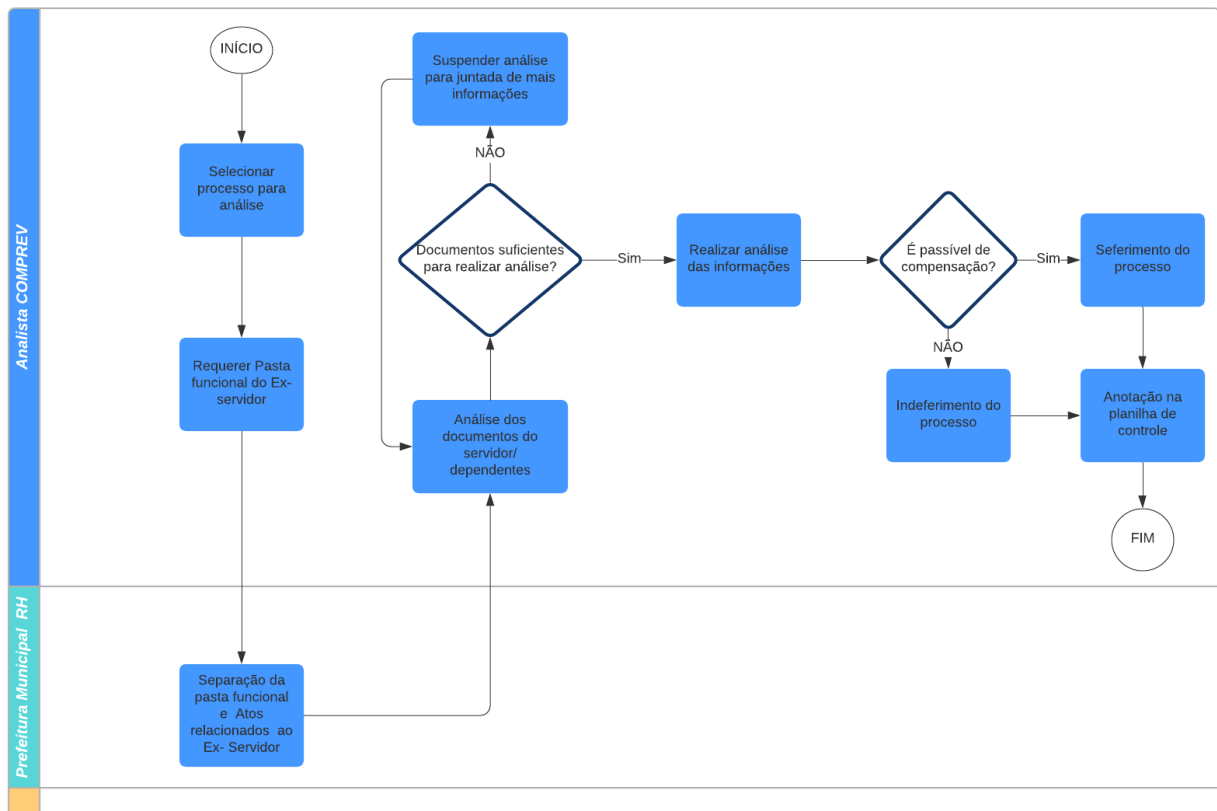 Analista COMPREV
INÍCIO
Selecionar
processo para
análise
Requerer Pasta
funcional do Ex-
servidor
Suspender análise
para juntada de mais
informações
NÃO
Documentos suficientes
para realizar análise?
Sim
Análise dos
documentos do
servidor/
dependentes
Realizar análise
das informações
É passível de
compensação?
Sim
Seferimento do
processo
NÃO
Indeferimento do
processo
Anotação na
planilha de
controle
FIM
Prefeitura Municipal RH
Separação da
pasta funcional
e Atos
relacionados ao
Ex- Servidor